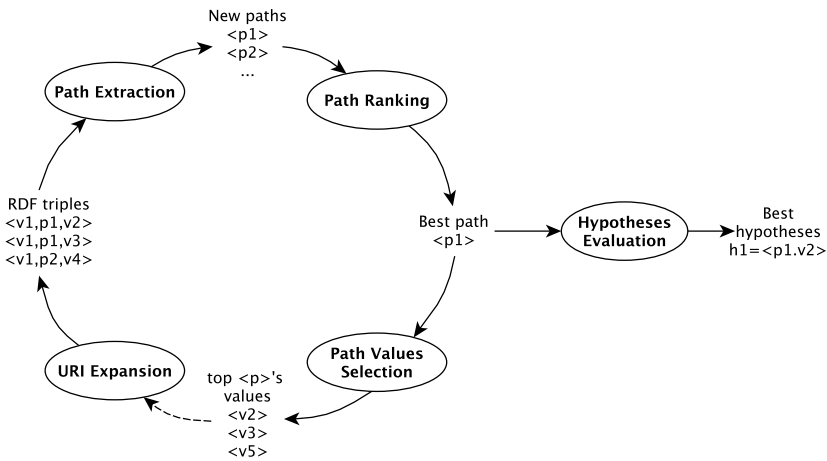 New paths
<p1>
<p2>
...
Path Extraction
Path Ranking
RDF triples
<v1,p1,v2>
<v1,p1,v3>
<v1,p2,v4>
Best path
<p1>
Hypotheses
Evaluation
Best
hypotheses
h1=<p1.v2>
Path Values
Selection
URI Expansion
top <p>'s
values
<v2>
<v3>
<v5>